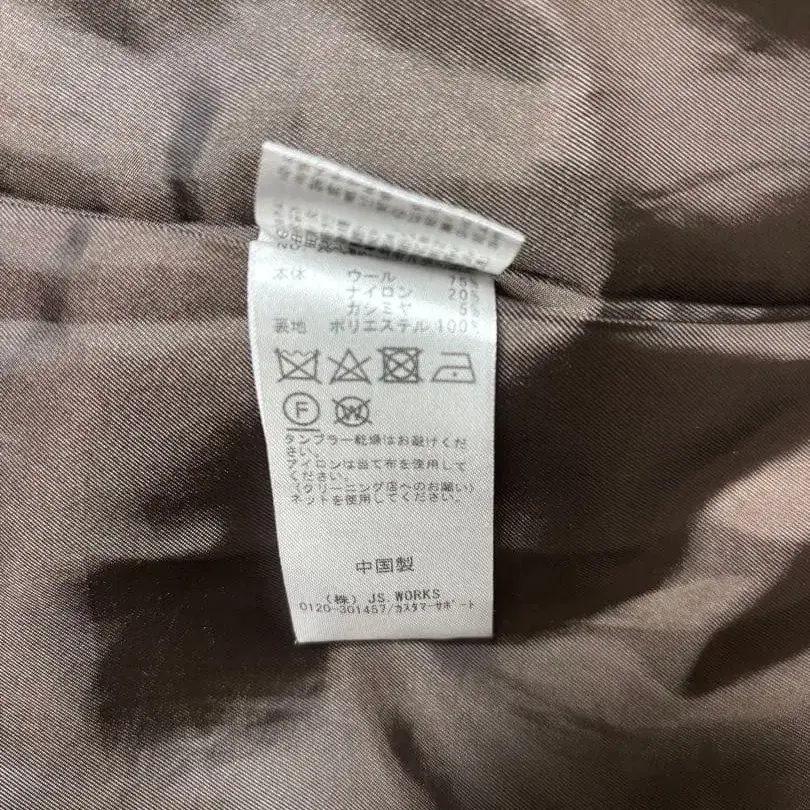 本体 ウール 75%
ナイロン 20%
カシミヤ 5%
裏地 ポリエステル 100%
F
W
タンブラー乾燥はお避けくだ
さい。
アイロンは当て布を使用して
ください。
(クリーニング店へのお願い)
ネットを使用してください。
中国製
(株) JS.WORKS
0120-301457/カスタマーサポート